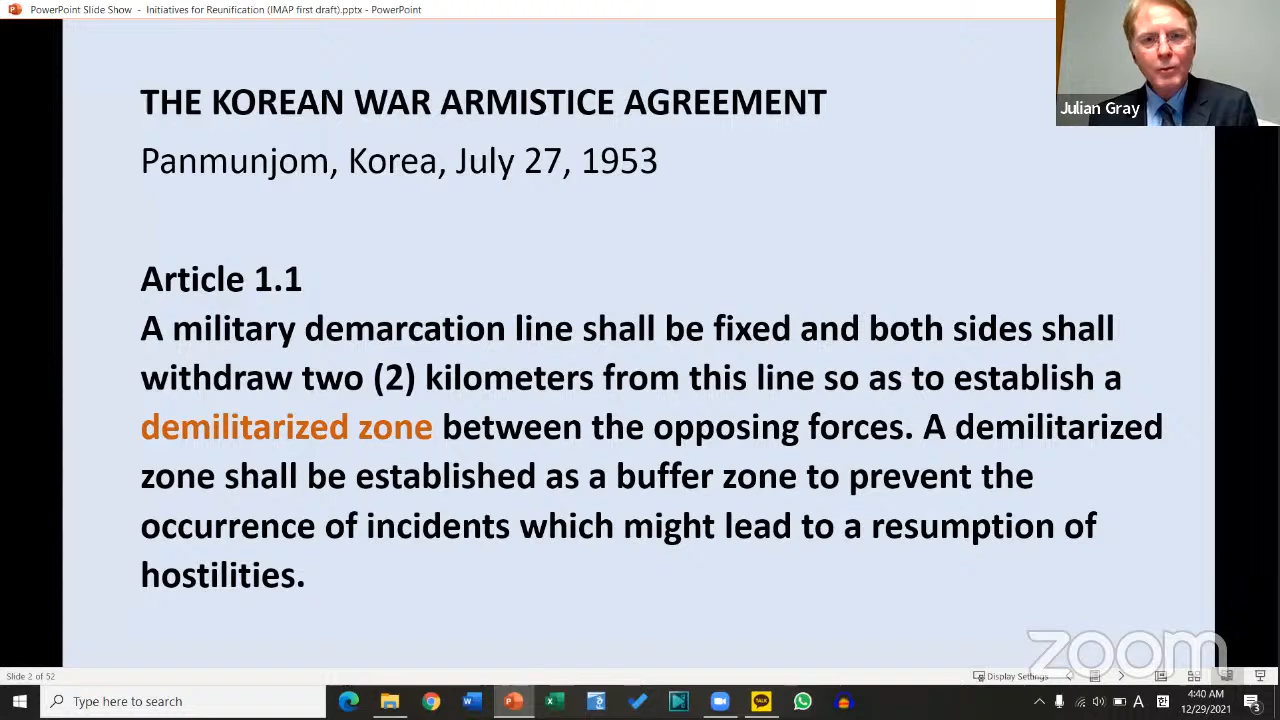 PowerPoint Slide Show - Initiatives for Reunification (IMAP first draft).pptx - PowerPoint
THE KOREAN WAR ARMISTICE AGREEMENT
Julian Gray
Panmunjom, Korea, July 27, 1953
Article 1.1
A military demarcation line shall be fixed and both sides shall
withdraw two (2) kilometers from this line so as to establish a
demilitarized zone between the opposing forces. A demilitarized
zone shall be established as a buffer zone to prevent the
occurrence of incidents which might lead to a resumption of
hostilities.
zoom
Slide 2 of 52
Display Settings
Type here to search
TALK
A
한
4:40 AM
12/29/2021
3